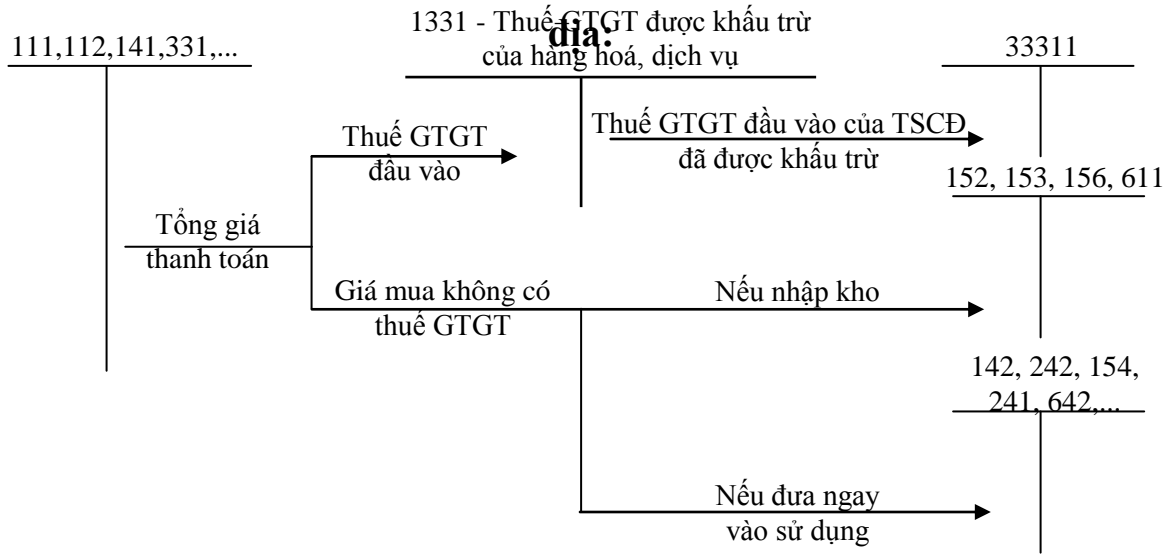 1331 - Thuế GTGT được khấu trừ
địa:
của hàng hoá, dịch vụ
111,112,141,331,...
33311
Thuế GTGT
đầu vào
Thuế GTGT đầu vào của TSCĐ
đã được khấu trừ
152, 153, 156, 611
Tổng giá
thanh toán
Giá mua không có
thuế GTGT
Nếu nhập kho
142, 242, 154,
241, 642,...
Nếu đưa ngay
vào sử dụng